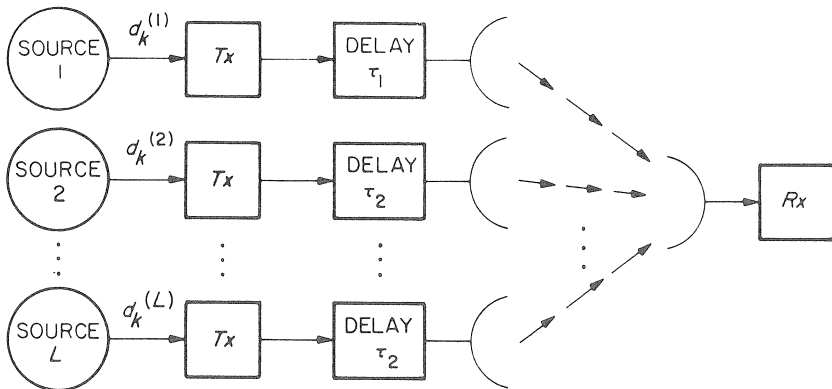 SOURCE 1 d_k^(1) Tx DELAY τ_1
SOURCE 2 d_k^(2) Tx DELAY τ_2 Rx
SOURCE L d_k^(L) Tx DELAY τ_2